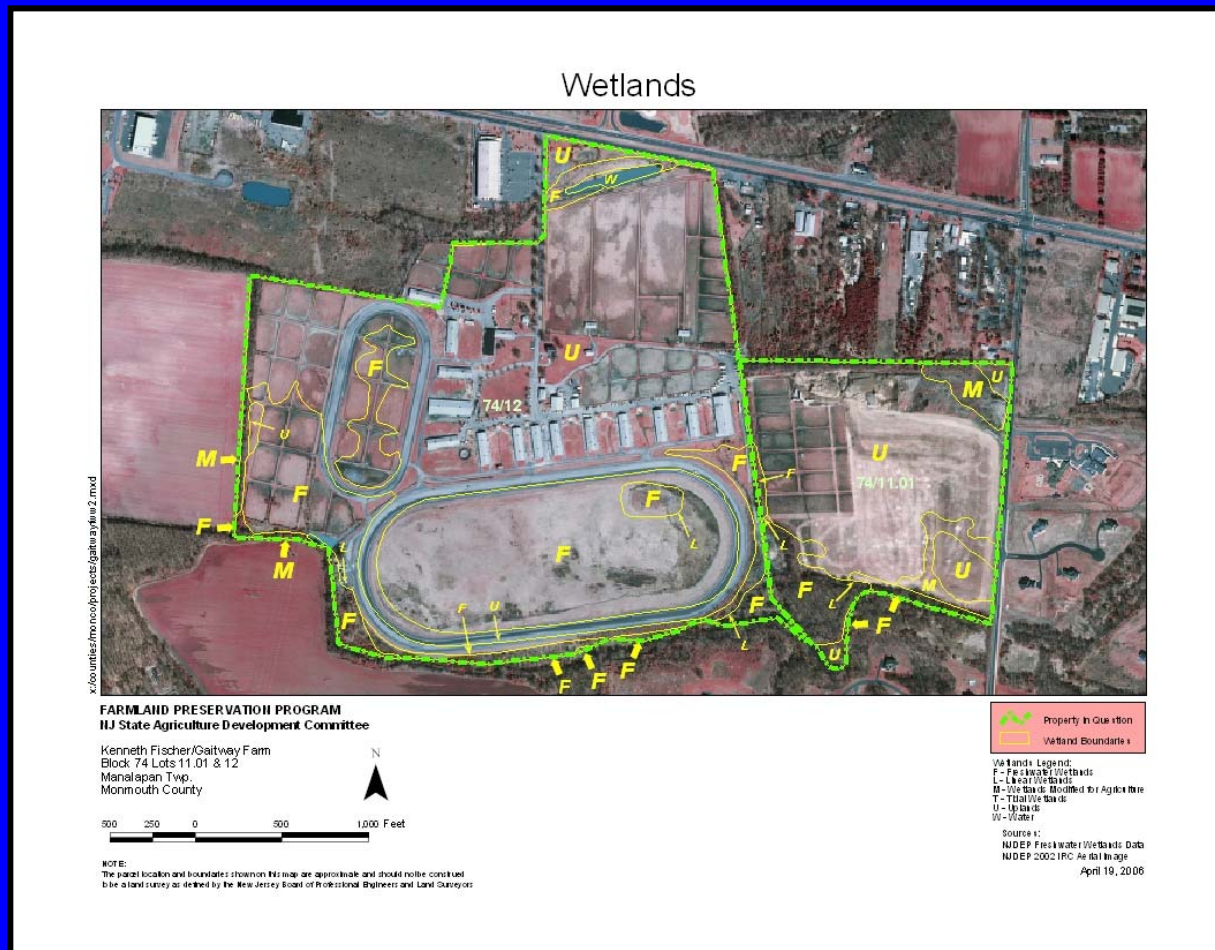 Wetlands
U
W
F
F
U
74/12
M
U
U
74/11.01
M
U
F
F
F
L
F
L
F
L
M
F
F
U
F
L
F
F
L
M
U
F
U
L
F
F
F
F
x:/counties/monco/projects/gaitwayfww2.mxd
FARMLAND PRESERVATION PROGRAM
NJ State Agriculture Development Committee
Kenneth Fischer/Gaitway Farm
Block 74 Lots 11.01 & 12
Manalapan Twp.
Monmouth County
N
500 250 0 500 1,000 Feet
NOTE:
The parcel location and boundaries shown on this map are approximate and should not be construed
to be a land survey as defined by the New Jersey Board of Professional Engineers and Land Surveyors
Property In Question
Wetland Boundaries
Wetlands Legend:
F - Freshwater Wetlands
L - Linear Wetlands
M - Wetlands Modified for Agriculture
T - Tidal Wetlands
U - Uplands
W - Water
Sources:
NJDEP Freshwater Wetlands Data
NJDEP 2002 IRC Aerial Image
April 19, 2006